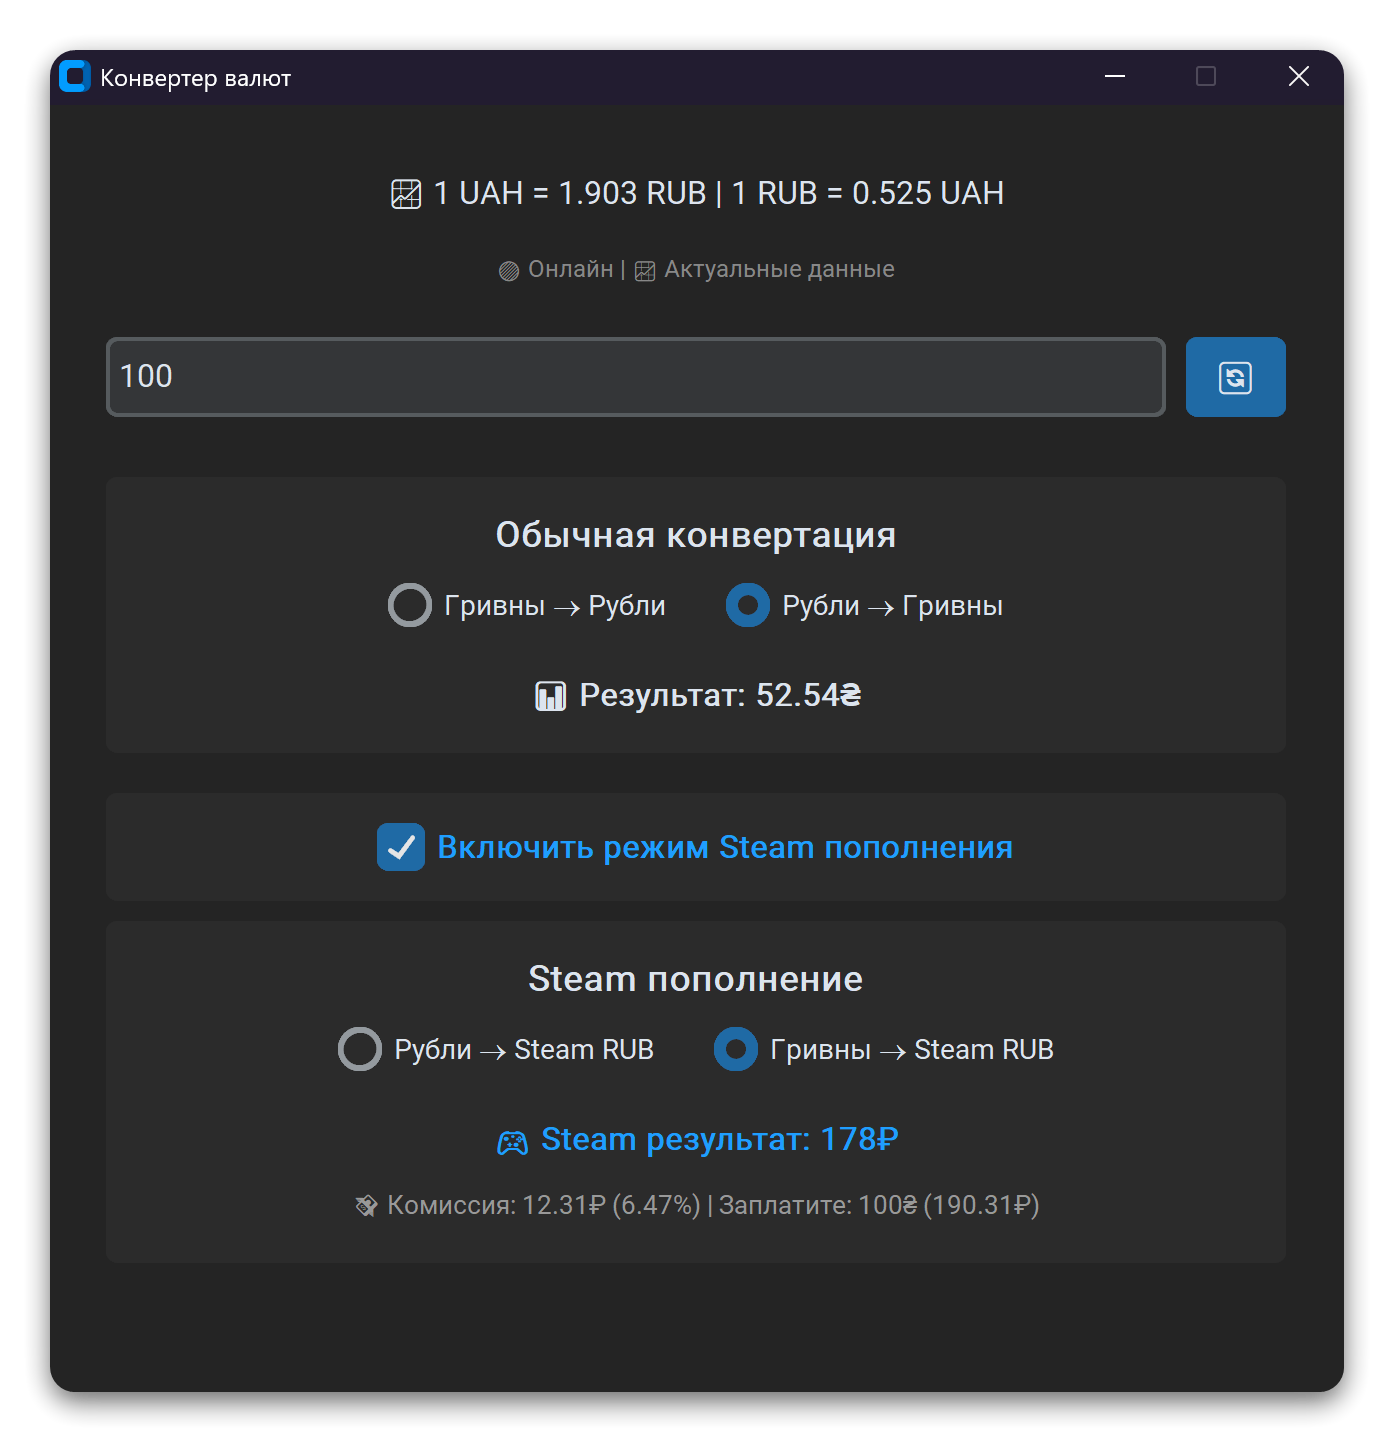 Конвертер валют
1 UAH = 1.903 RUB | 1 RUB = 0.525 UAH
Онлайн | Актуальные данные
100
Обычная конвертация
Гривны → Рубли Рубли → Гривны
Результат: 52.54₴
Включить режим Steam пополнения
Steam пополнение
Рубли → Steam RUB Гривны → Steam RUB
Steam результат: 178₽
Комиссия: 12.31₽ (6.47%) | Заплатите: 100₴ (190.31₽)